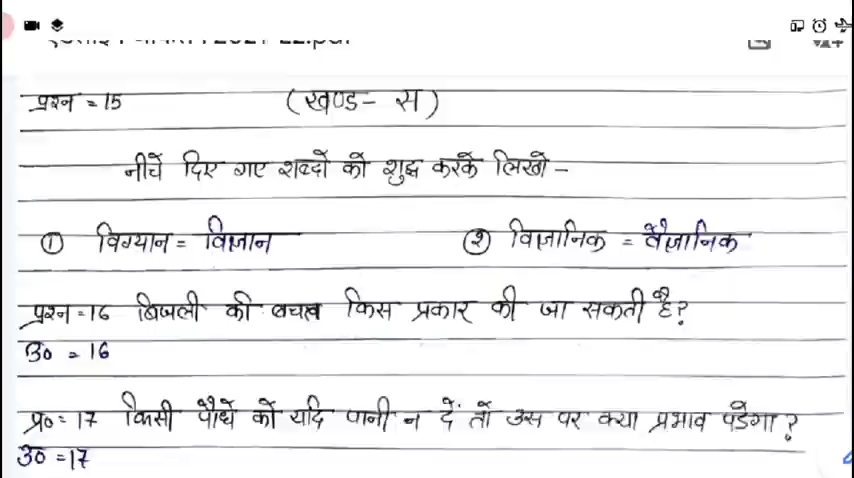 प्रश्न = 15 (खण्ड - स)
नीचें दिए गए शब्दों को शुद्ध करके लिखो -
① विग्यान = विज्ञान ② विज्ञानिक = वैज्ञानिक
प्रश्न = 16 बिजली की बचत किस प्रकार की जा सकती है?
उ० = 16
प्र० = 17 किसी पौधें को यदि पानी न दें तो उस पर क्या प्रभाव पडेगा?
उ० = 17